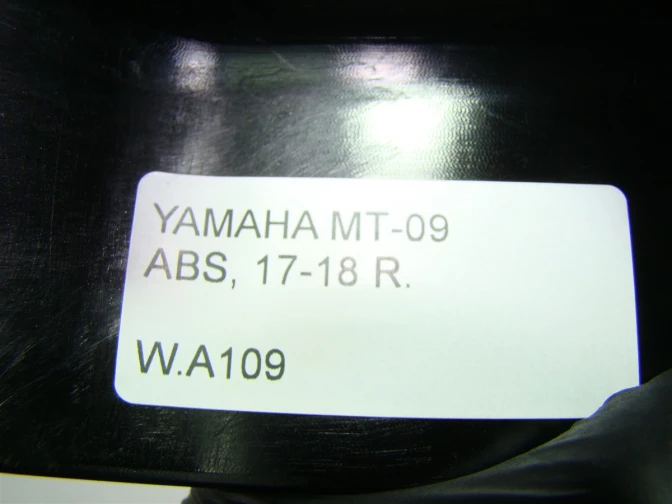 YAMAHA MT-09
ABS, 17-18 R.
W.A109